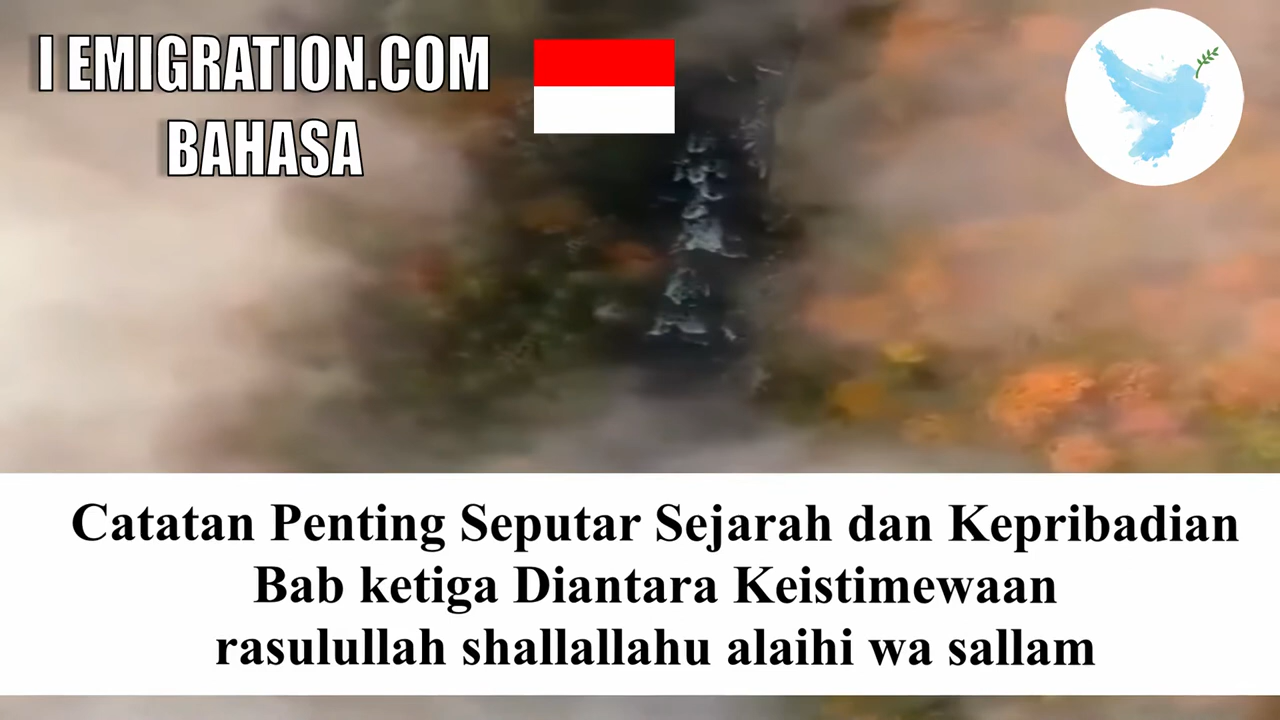 I EMIGRATION.COM
BAHASA
Catatan Penting Seputar Sejarah dan Kepribadian
Bab ketiga Diantara Keistimewaan
rasulullah shallallahu alaihi wa sallam